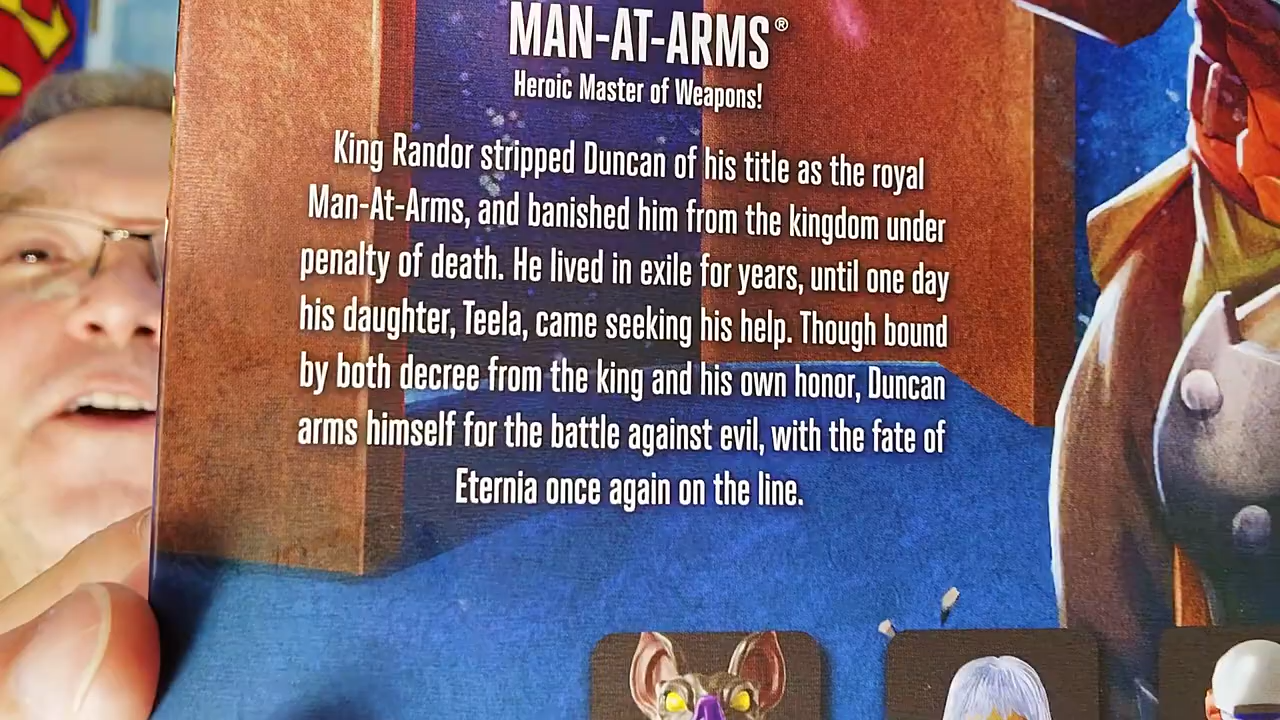 MAN-AT-ARMS®
Heroic Master of Weapons!
King Randor stripped Duncan of his title as the royal
Man-At-Arms, and banished him from the kingdom under
penalty of death. He lived in exile for years, until one day
his daughter, Teela, came seeking his help. Though bound
by both decree from the king and his own honor, Duncan
arms himself for the battle against evil, with the fate of
Eternia once again on the line.